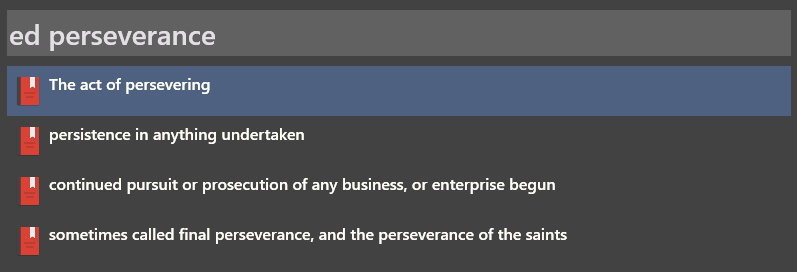 ed perseverance
The act of persevering
persistence in anything undertaken
continued pursuit or prosecution of any business, or enterprise begun
sometimes called final perseverance, and the perseverance of the saints